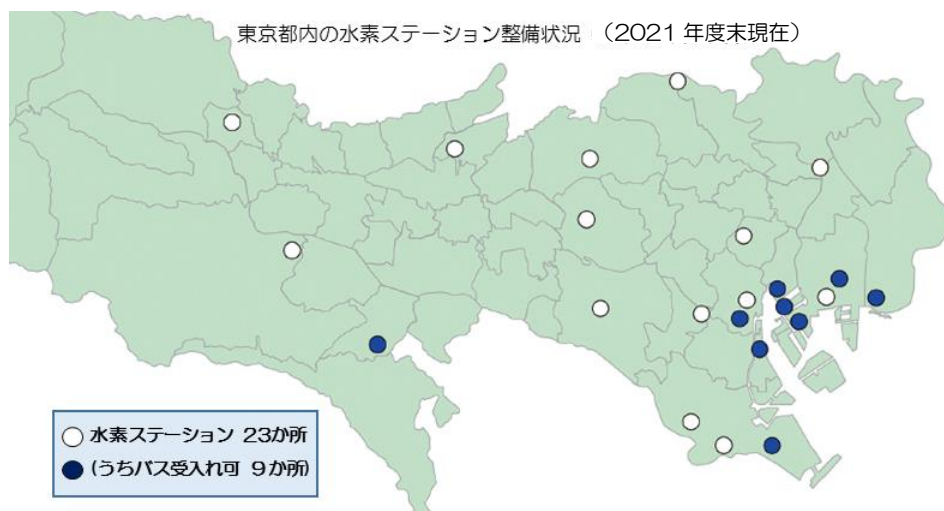 東京都内の水素ステーション整備状況 （2021 年度末現在）
水素ステーション 23か所
(うちバス受入れ可 9か所)